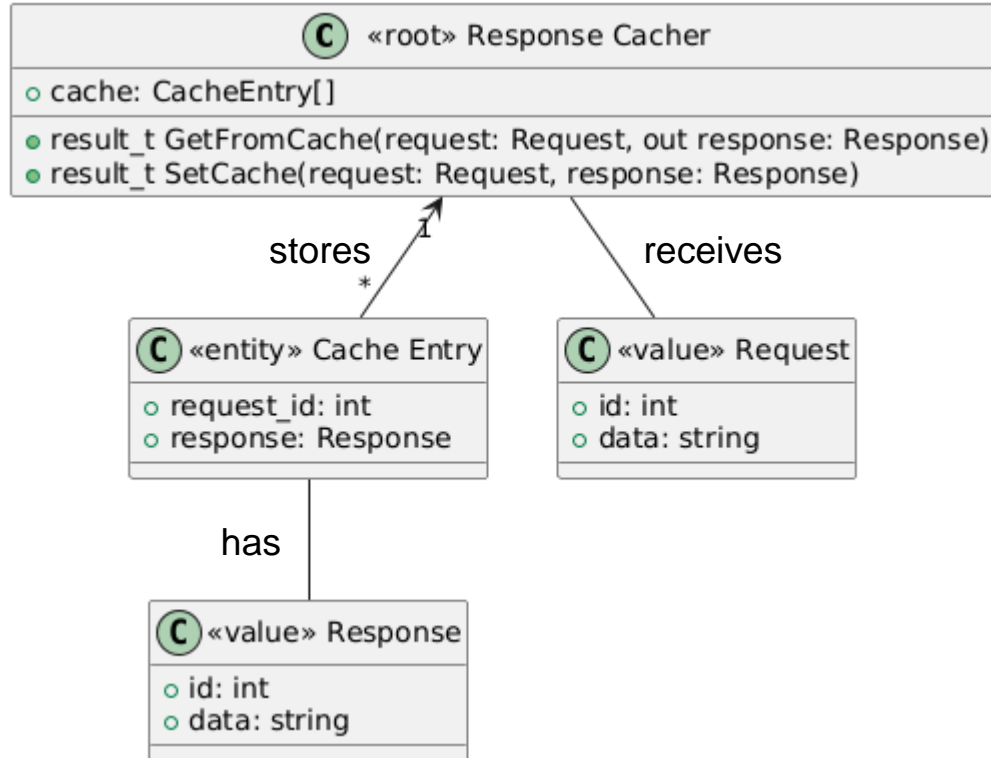 C «root» Response Cacher
cache: CacheEntry[]
result_t GetFromCache(request: Request, out response: Response)
result_t SetCache(request: Request, response: Response)
1
stores
receives
*
C «entity» Cache Entry
request_id: int
response: Response
C «value» Request
id: int
data: string
has
C «value» Response
id: int
data: string